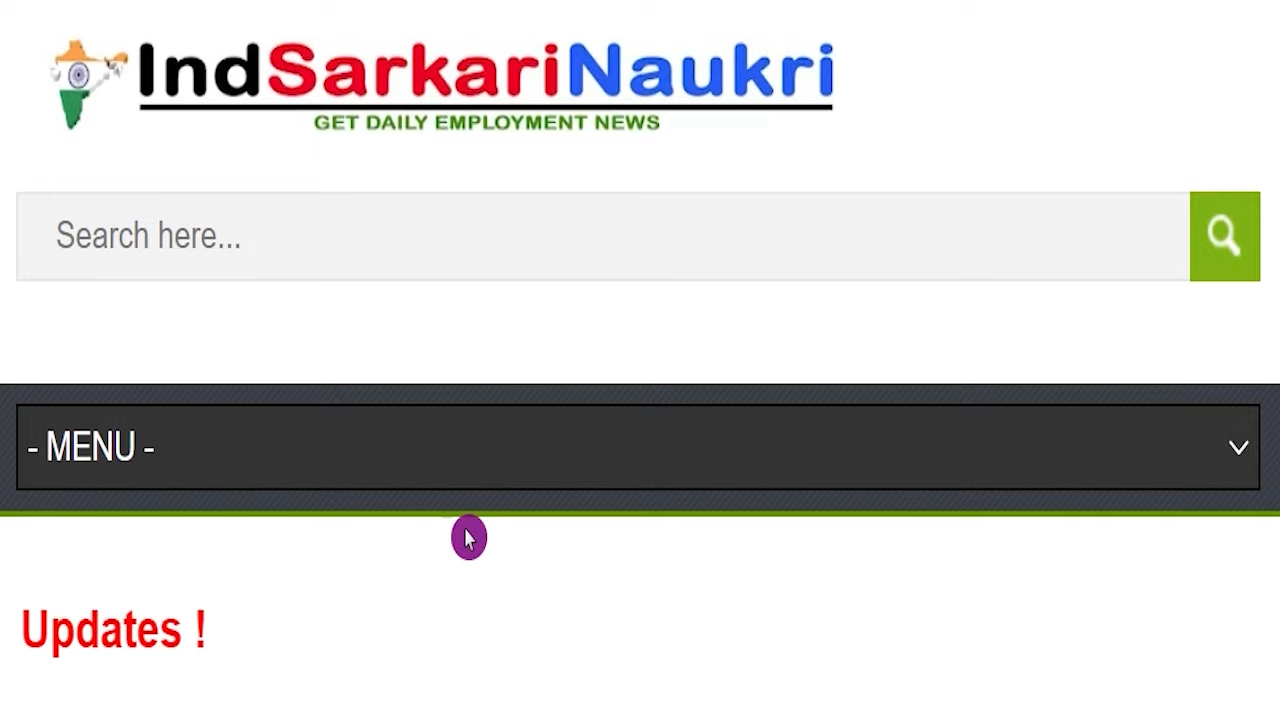 IndSarkariNaukri
GET DAILY EMPLOYMENT NEWS
Search here...
- MENU -
Updates !